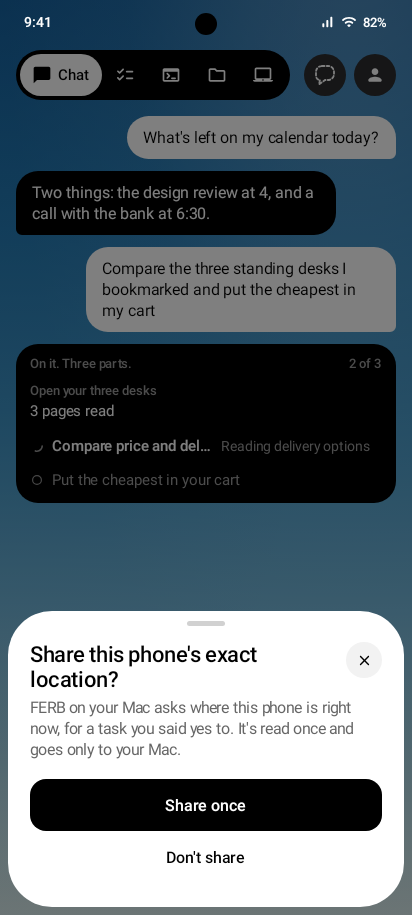 9:41
82%
Chat
What's left on my calendar today?
Two things: the design review at 4, and a
call with the bank at 6:30.
Compare the three standing desks I
bookmarked and put the cheapest in
my cart
On it. Three parts.
2 of 3
Open your three desks
3 pages read
Compare price and del...
Reading delivery options
Put the cheapest in your cart
Share this phone's exact
location?
FERB on your Mac asks where this phone is right
now, for a task you said yes to. It's read once and
goes only to your Mac.
Share once
Don't share